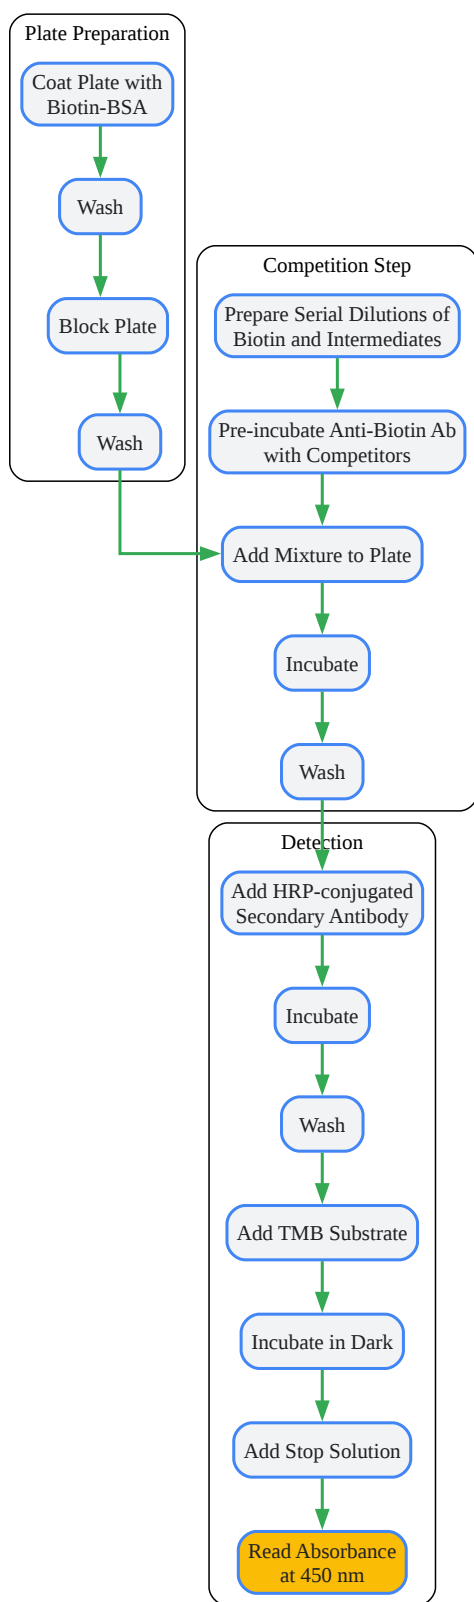 Plate Preparation
Coat Plate with
Biotin-BSA
Wash
Block Plate
Wash
Competition Step
Prepare Serial Dilutions of
Biotin and Intermediates
Pre-incubate Anti-Biotin Ab
with Competitors
Add Mixture to Plate
Incubate
Wash
Detection
Add HRP-conjugated
Secondary Antibody
Incubate
Wash
Add TMB Substrate
Incubate in Dark
Add Stop Solution
Read Absorbance
at 450 nm